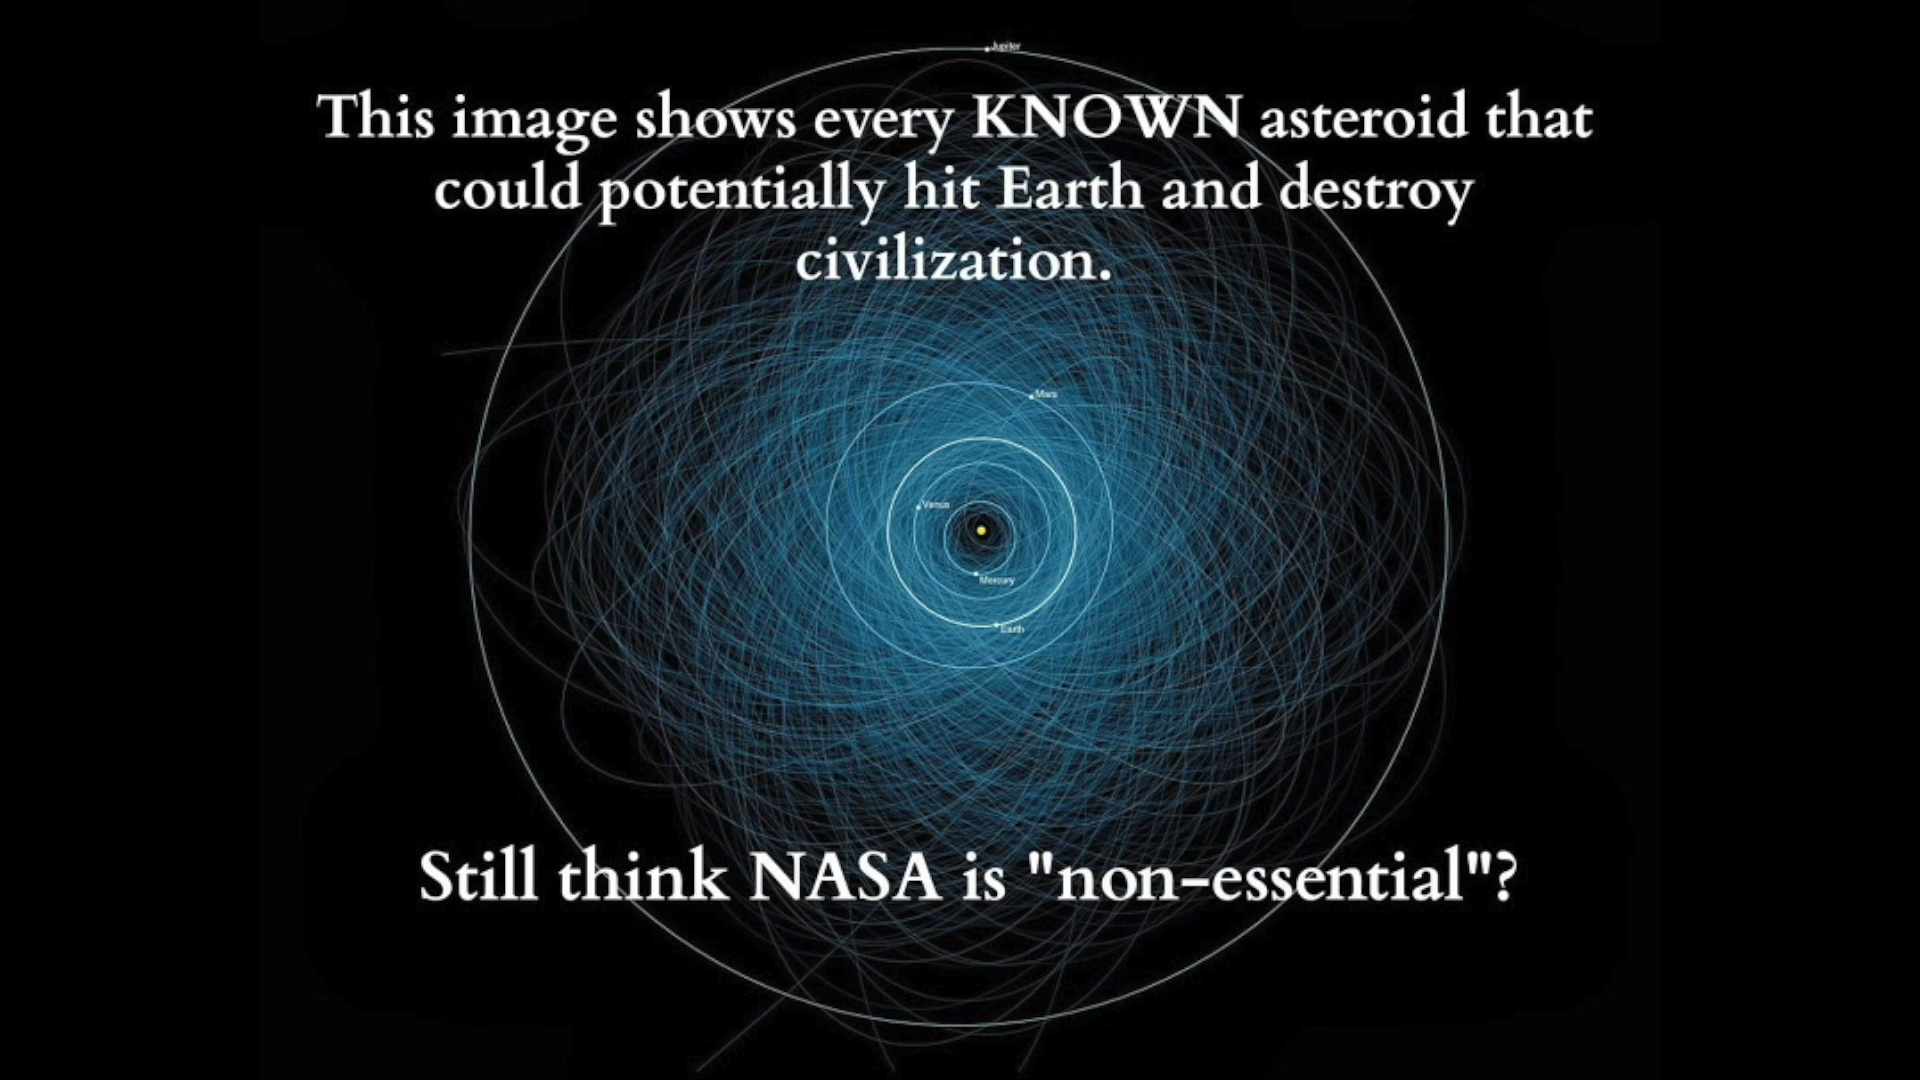 Jupiter
This image shows every KNOWN asteroid that
could potentially hit Earth and destroy
civilization.
Mars
Venus
Mercury
Earth
Still think NASA is "non-essential"?